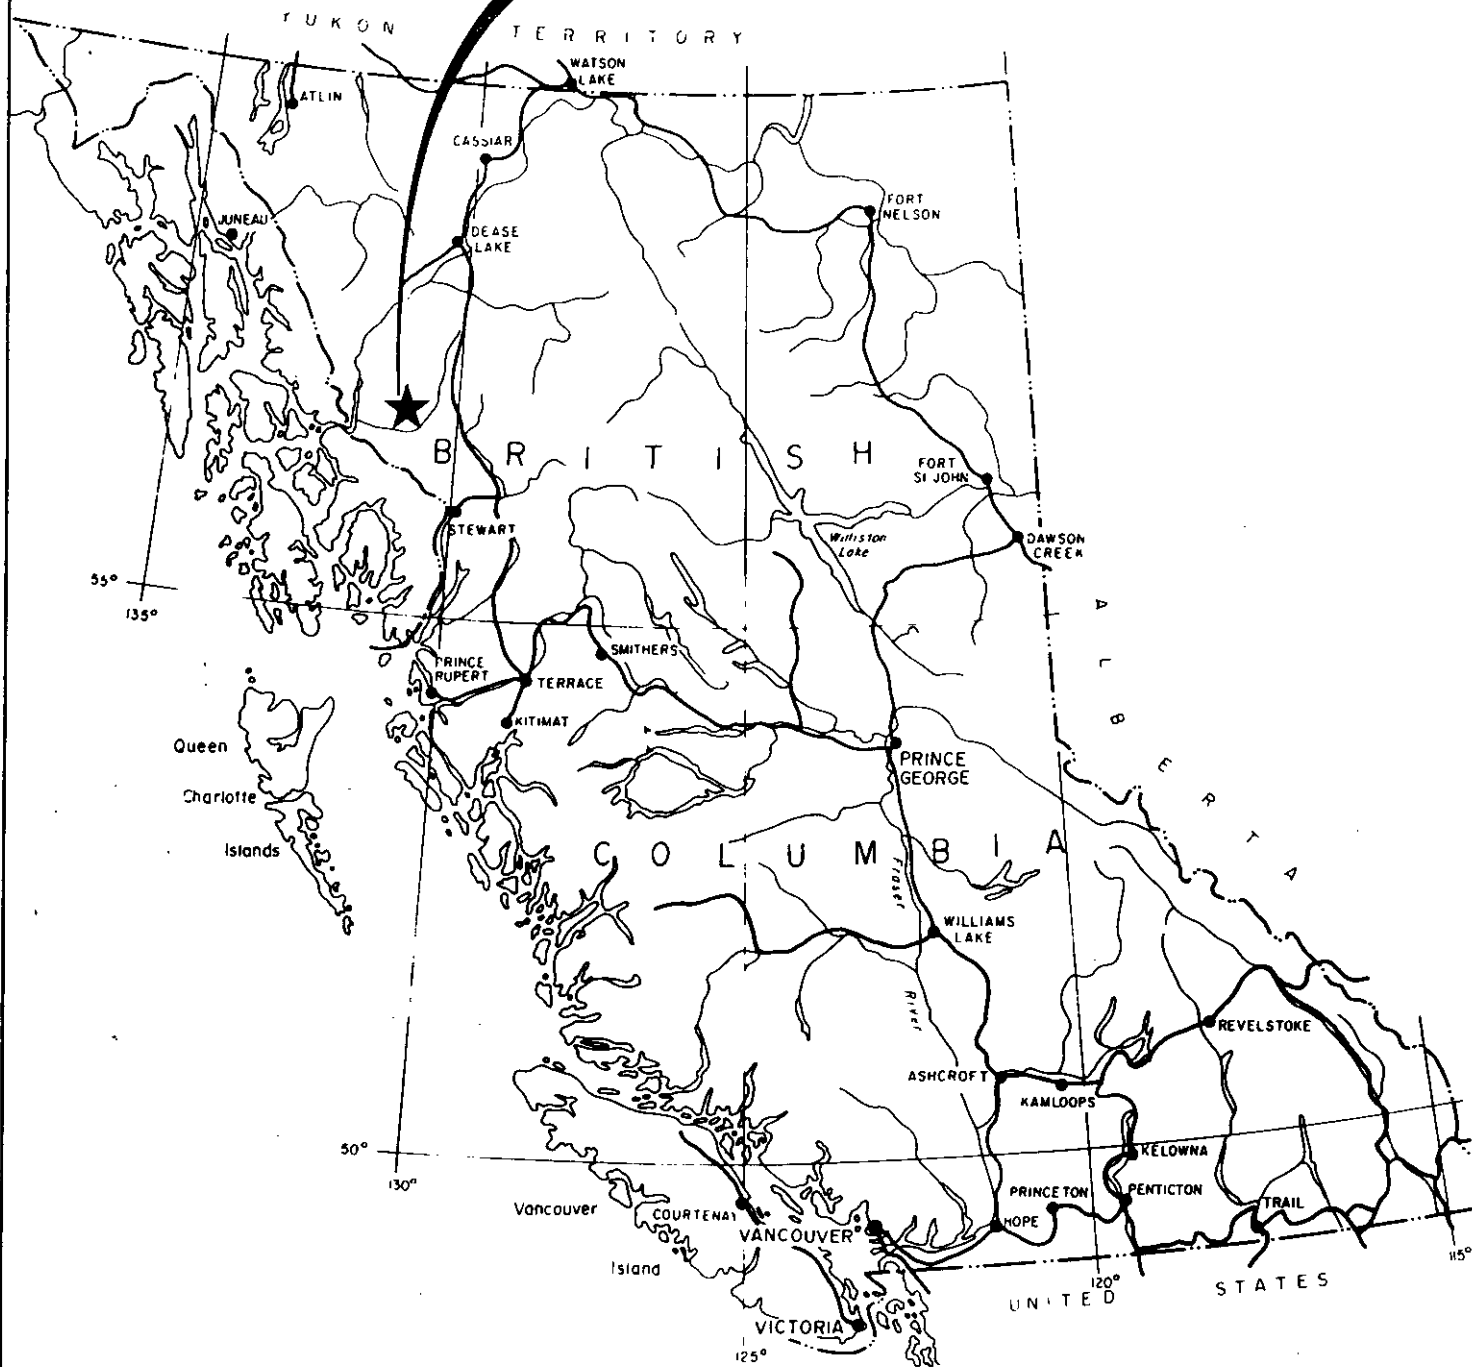 YUKON TERRITORY
WATSON
LAKE
ATLIN
CASSIAR
JUNEAU
DEASE
LAKE
FORT
NELSON
BRITISH
FORT
ST JOHN
STEWART
Williston
Lake
DAWSON
CREEK
55°
135°
ALBERTA
PRINCE
RUPERT
SMITHERS
TERRACE
KITIMAT
Queen
Charlotte
Islands
PRINCE
GEORGE
COLUMBIA
Fraser
River
WILLIAMS
LAKE
REVELSTOKE
ASHCROFT
KAMLOOPS
50°
130°
KELOWNA
PRINCETON
PENTICTON
TRAIL
HOPE
Vancouver
Island
COURTENAY
VANCOUVER
VICTORIA
125°
120°
115°
UNITED STATES